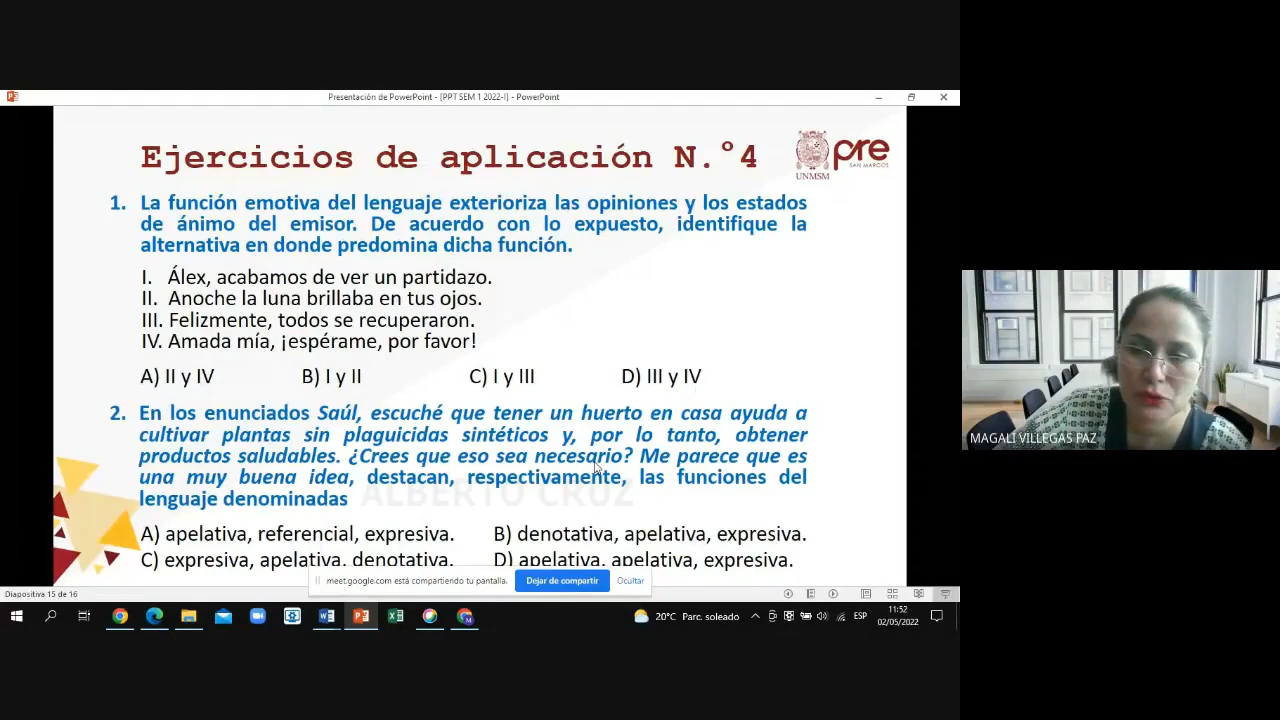 Presentación de PowerPoint - [PPT SEM 1 2022-I] - PowerPoint
Ejercicios de aplicación N.°4
UNMSM
pre
SAN MARCOS
1. La función emotiva del lenguaje exterioriza las opiniones y los estados
de ánimo del emisor. De acuerdo con lo expuesto, identifique la
alternativa en donde predomina dicha función.
I. Álex, acabamos de ver un partidazo.
II. Anoche la luna brillaba en tus ojos.
III. Felizmente, todos se recuperaron.
IV. Amada mía, ¡espérame, por favor!
A) II y IV B) I y II C) I y III D) III y IV
2. En los enunciados Saúl, escuché que tener un huerto en casa ayuda a
cultivar plantas sin plaguicidas sintéticos y, por lo tanto, obtener
productos saludables. ¿Crees que eso sea necesario? Me parece que es
una muy buena idea, destacan, respectivamente, las funciones del
lenguaje denominadas
ALBERTO CRUZ
A) apelativa, referencial, expresiva. B) denotativa, apelativa, expresiva.
C) expresiva, apelativa, denotativa. D) apelativa, apelativa, expresiva.
meet.google.com está compartiendo tu pantalla. Dejar de compartir Ocultar
Diapositiva 15 de 16
20°C Parc. soleado ESP 11:52
02/05/2022
MAGALI VILLEGAS PAZ